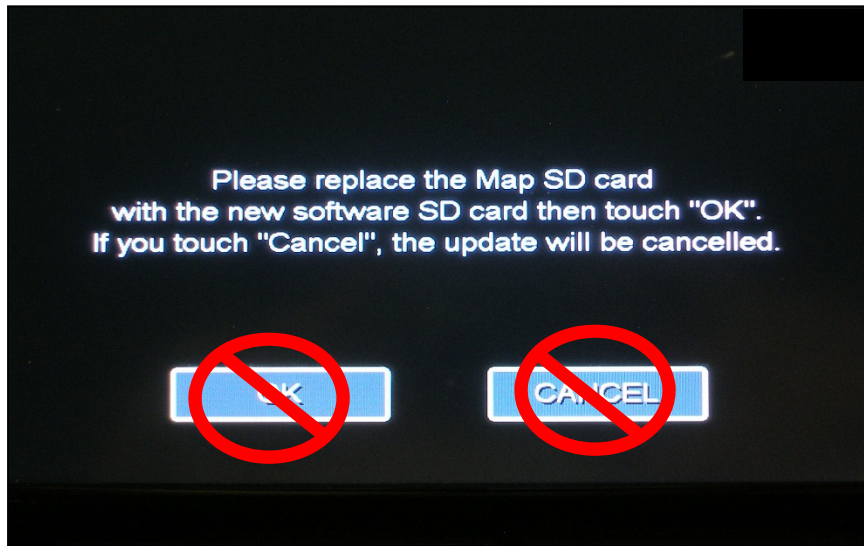 Please replace the Map SD card
with the new software SD card then touch "OK".
If you touch "Cancel", the update will be cancelled.
OK
CANCEL